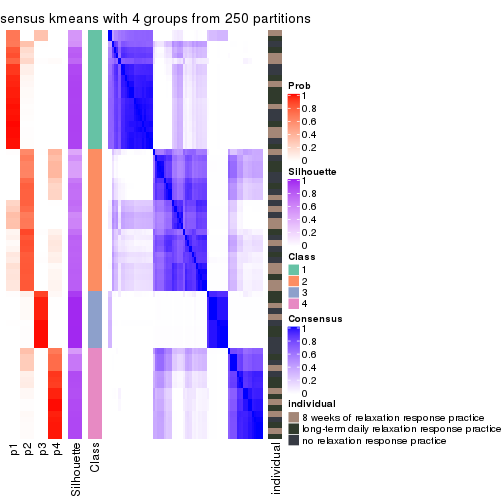 sensus kmeans with 4 groups from 250 partitions
Prob
1
0.8
0.6
0.4
0.2
0
Silhouette
1
0.8
0.6
0.4
0.2
0
Class
1
2
3
4
Consensus
1
0.8
0.6
0.4
0.2
0
individual
8 weeks of relaxation response practice
long-term daily relaxation response practice
no relaxation response practice
p1
p2
p3
p4
Silhouette
Class
individual